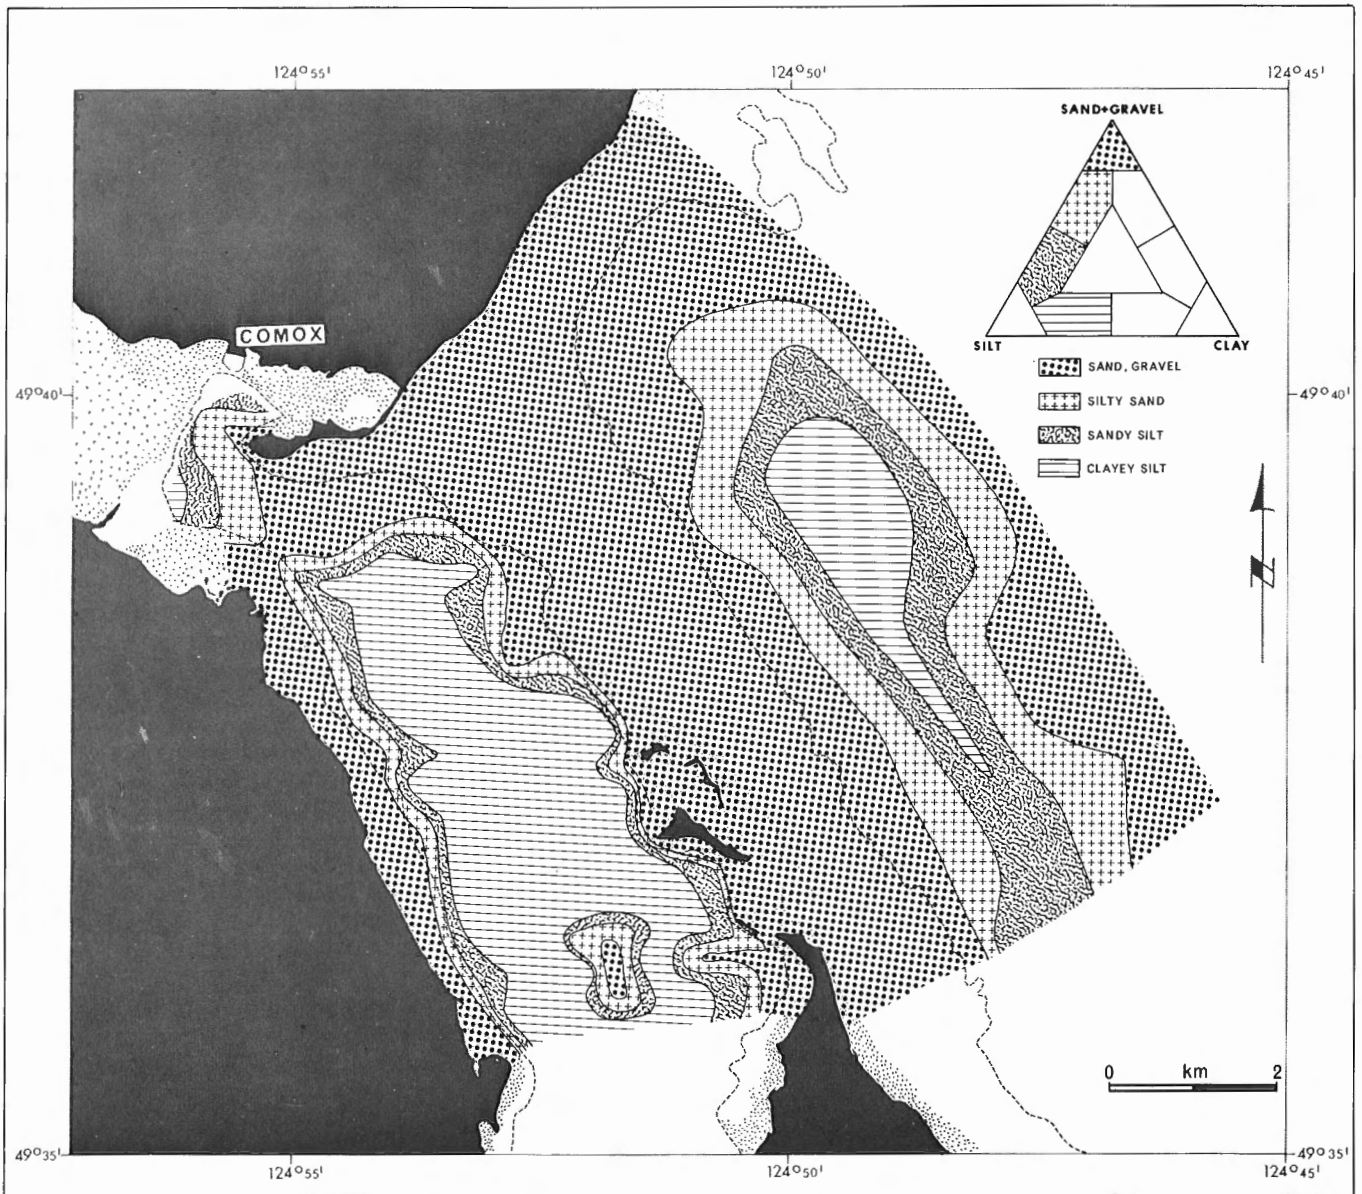 124°55' 124°50' 124°45'
SAND+GRAVEL
SILT CLAY
SAND, GRAVEL
SILTY SAND
SANDY SILT
CLAYEY SILT
COMOX
49°40' 49°40'
N
0 km 2
49°35' 49°35'
124°55' 124°50' 124°45'